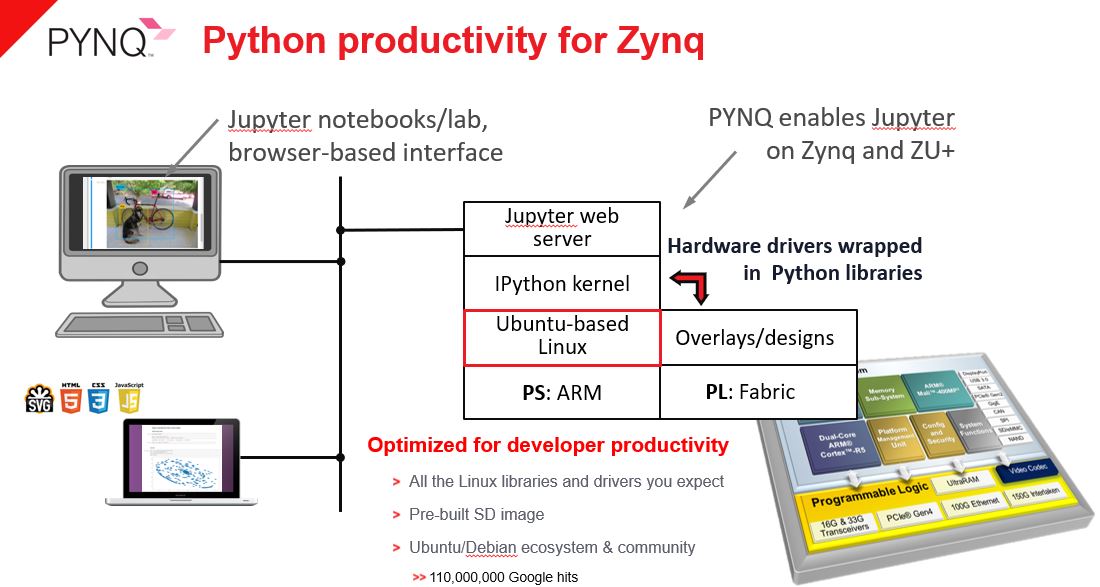 PYNQ
Python productivity for Zynq
Jupyter notebooks/lab,
browser-based interface
PYNQ enables Jupyter
on Zynq and ZU+
Jupyter web
server
IPython kernel
Ubuntu-based
Linux
PS: ARM
Hardware drivers wrapped
in Python libraries
Overlays/designs
PL: Fabric
SVG
HTML
5
CSS
3
JavaScript
JS
Optimized for developer productivity
> All the Linux libraries and drivers you expect
> Pre-built SD image
> Ubuntu/Debian ecosystem & community
>> 110,000,000 Google hits
Memory
Sub-System
ARM®
Mali™-400MP
Dual-Core
ARM®
Cortex™-R5
Platform
Management
Unit
Config
and
Security
System
Functions
DisplayPort
USB 3.0
SATA
PCIe® Gen2
GigE
CAN
SPI
SD/eMMC
NAND
Programmable Logic
UltraRAM
Video Codec
16G & 33G
Transceivers
PCIe® Gen4
100G Ethernet
150G Interlaken